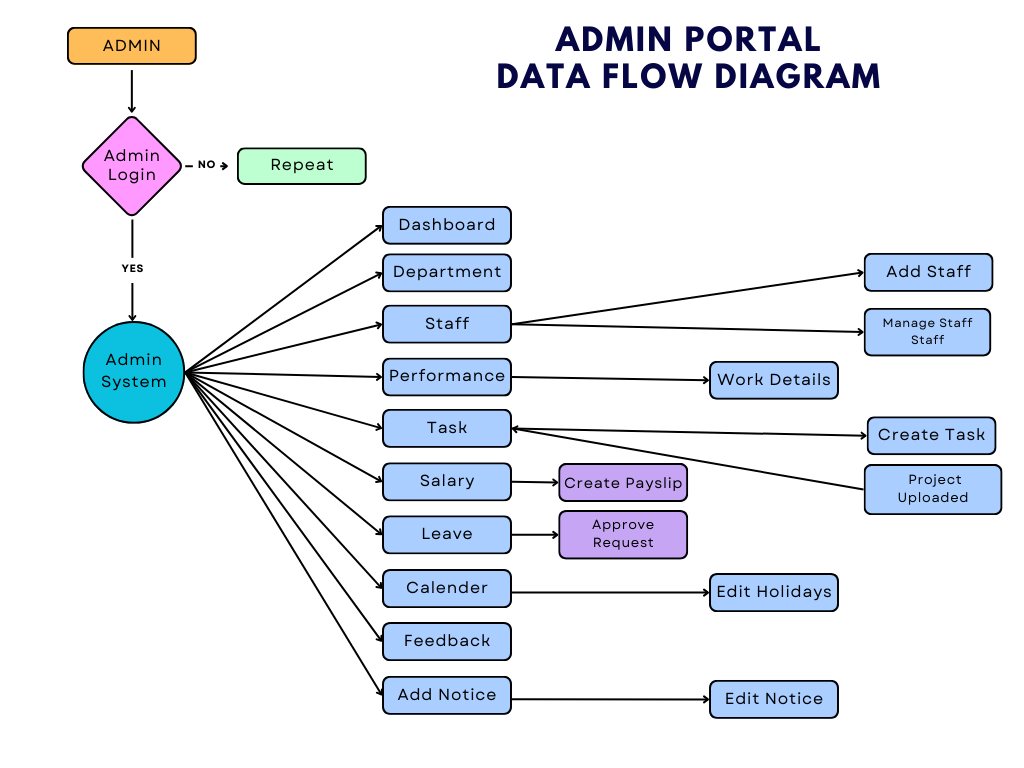 ADMIN PORTAL
DATA FLOW DIAGRAM
ADMIN
Admin
Login
NO
Repeat
YES
Admin
System
Dashboard
Department
Staff
Performance
Task
Salary
Leave
Calender
Feedback
Add Notice
Add Staff
Manage Staff
Staff
Work Details
Create Task
Project
Uploaded
Create Payslip
Approve
Request
Edit Holidays
Edit Notice